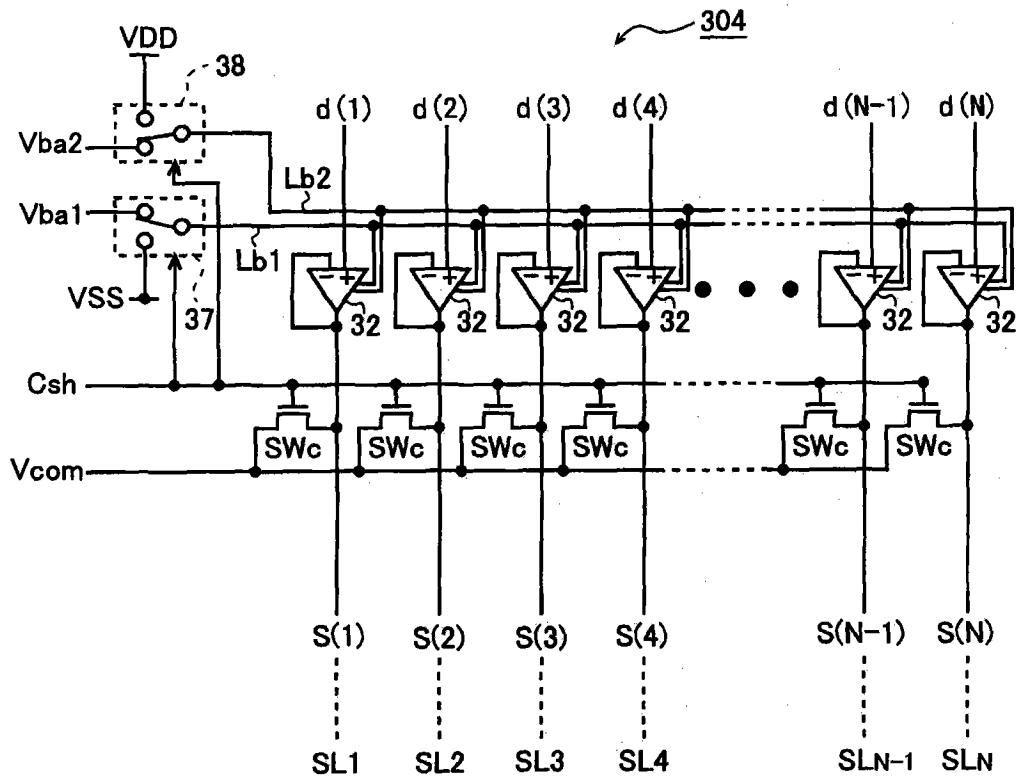 304
VDD
38
d(1) d(2) d(3) d(4) d(N-1) d(N)
Vba2
Lb2
Vba1
Lb1
VSS
37
32 32 32 32 32 32
Csh
SWc SWc SWc SWc SWc SWc
Vcom
S(1) S(2) S(3) S(4) S(N-1) S(N)
SL1 SL2 SL3 SL4 SLN-1 SLN